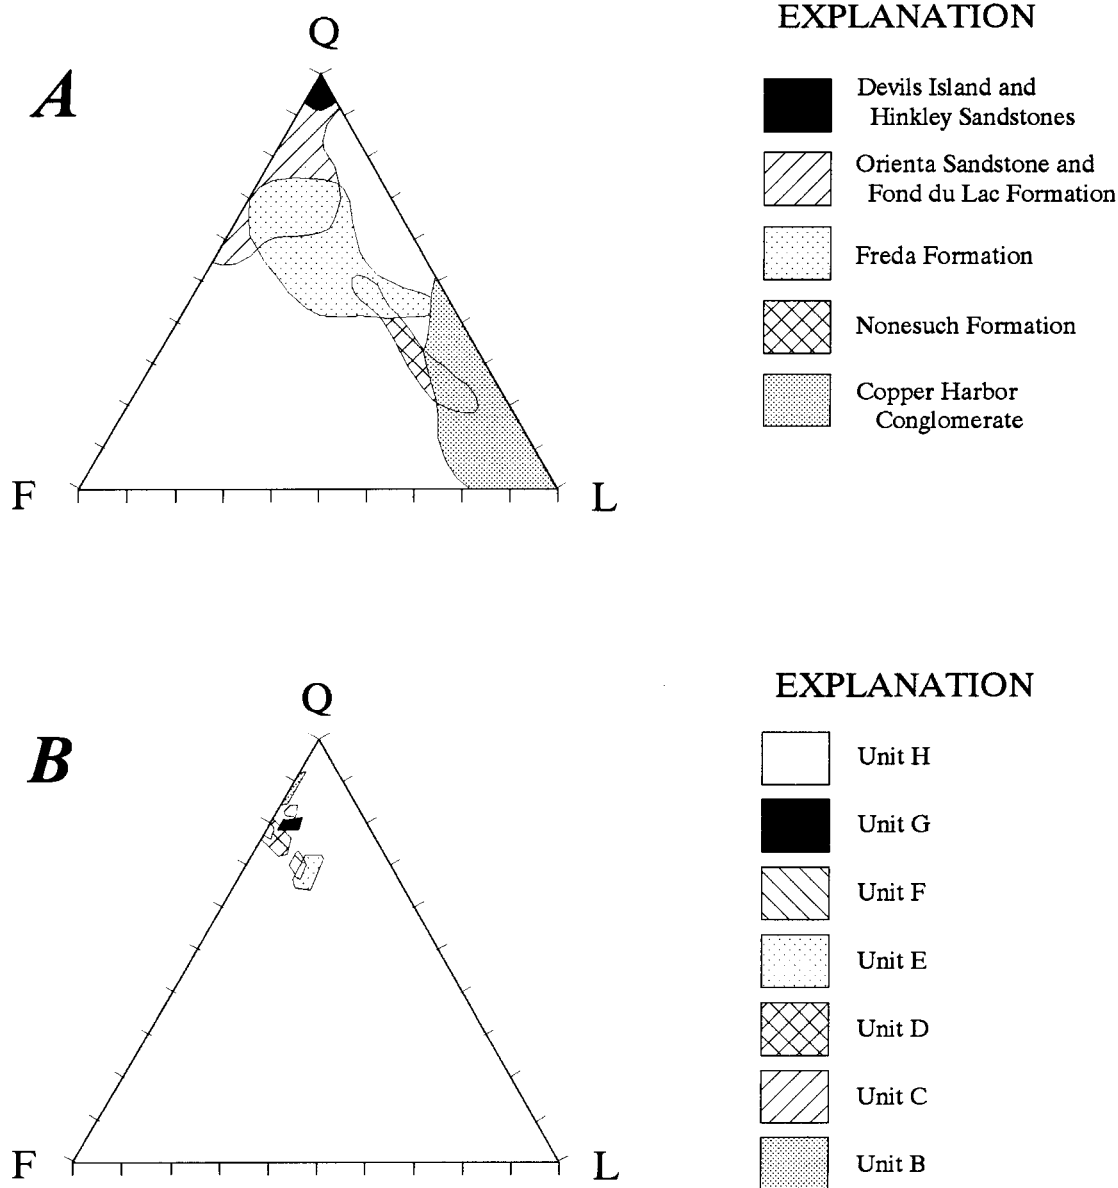 EXPLANATION
A
Q
F
L
Devils Island and
Hinkley Sandstones
Orienta Sandstone and
Fond du Lac Formation
Freda Formation
Nonesuch Formation
Copper Harbor
Conglomerate
EXPLANATION
B
Q
F
L
Unit H
Unit G
Unit F
Unit E
Unit D
Unit C
Unit B